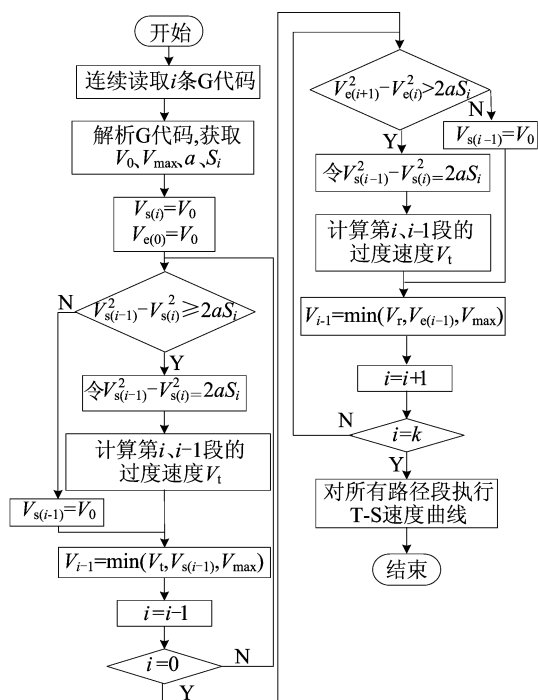 开始
连续读取i条G代码
解析G代码,获取
V₀、Vₘₐₓ、a、Sᵢ
Vs(i)=V₀
Ve(0)=V₀
N
V²s(i−1)−Vs(i)²≥2aSᵢ
Y
令V²s(i−1)−V²s(i)=2aSᵢ
计算第i、i−1段的
过度速度Vt
Vs(i-1)=V₀
Vi−1=min(Vt,Vs(i−1),Vmax)
i=i−1
i=0
N
Y
V²e(i+1)−V²e(i)>2aSᵢ
N
Vs(i−1)=V₀
Y
令V²s(i−1)−V²s(i)=2aSᵢ
计算第i、i−1段的
过度速度Vt
Vi-1=min(Vr,Ve(i−1),Vmax)
i=i+1
N
i=k
Y
对所有路径段执行
T-S速度曲线
结束